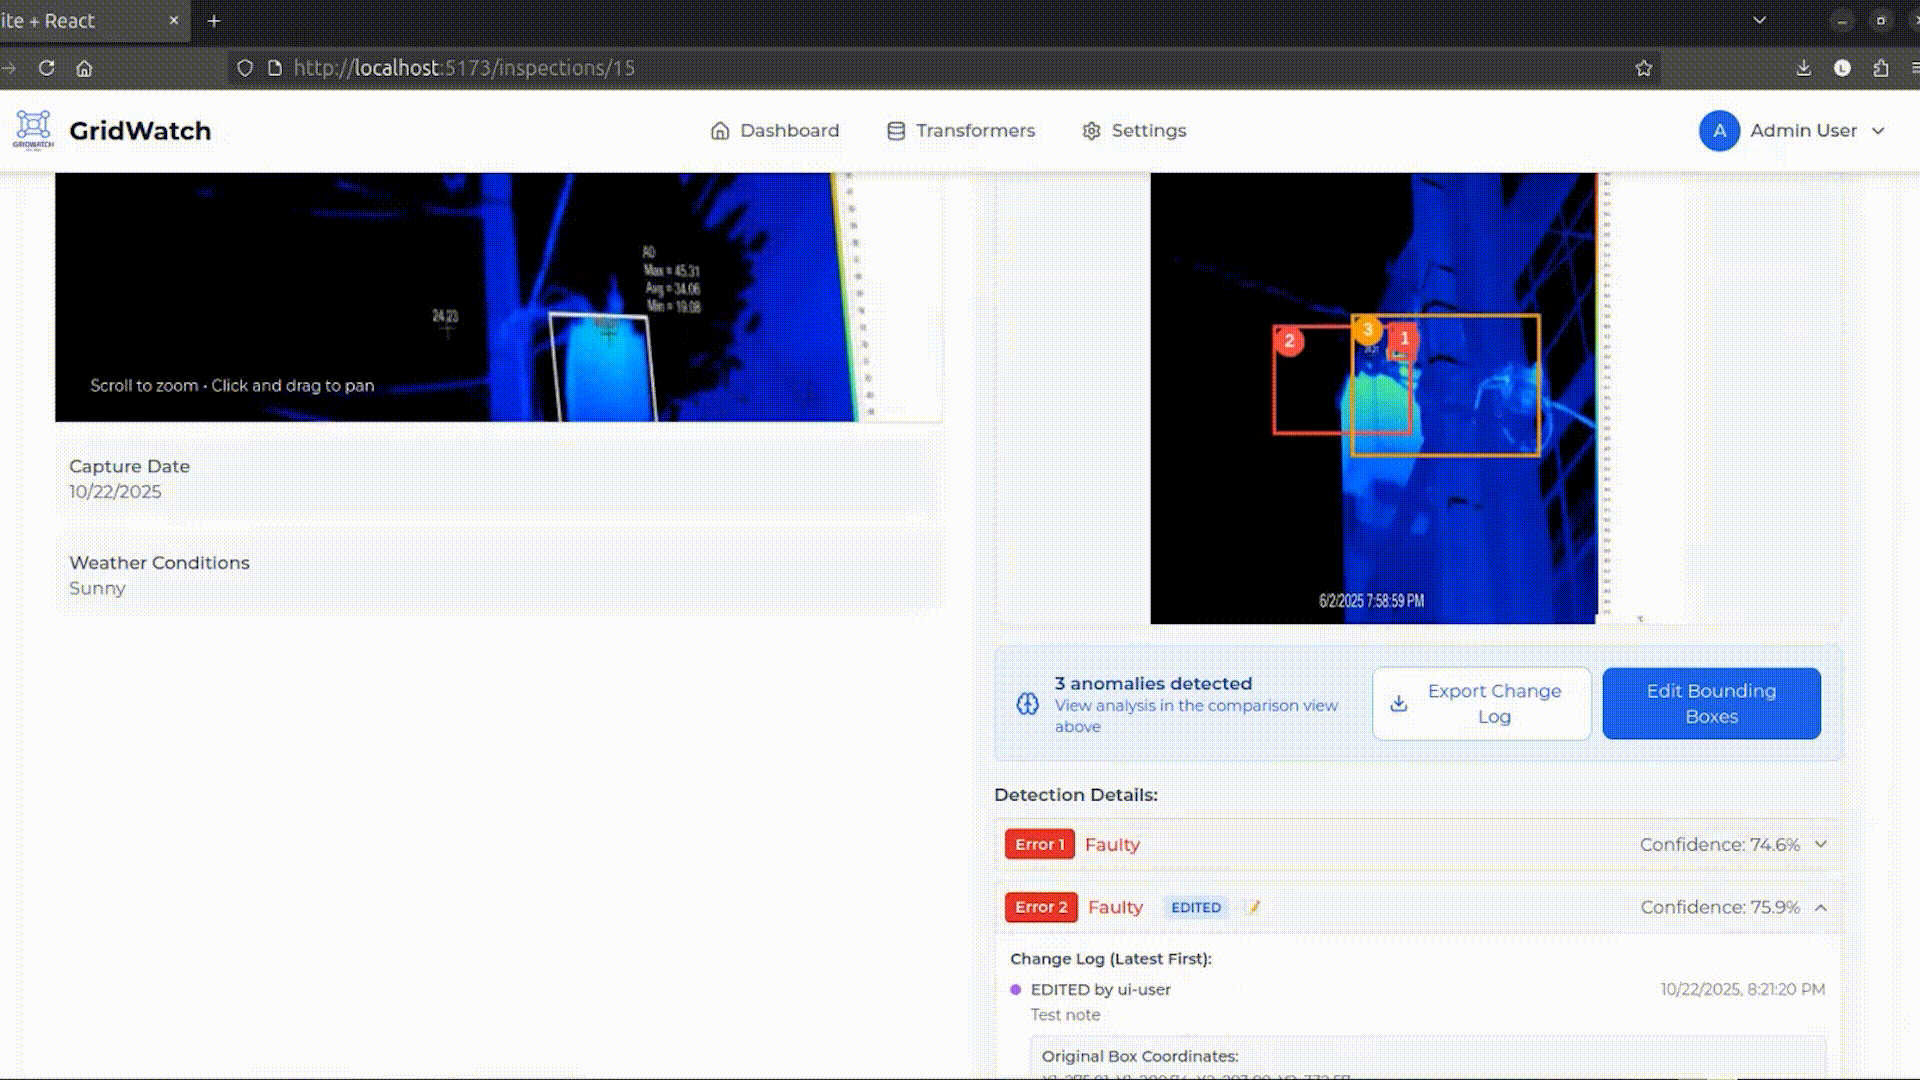 ite + React
http://localhost:5173/inspections/15
GRIDWATCH
GridWatch
Dashboard
Transformers
Settings
A
Admin User
A0
Max = 45.31
Avg = 34.06
Min = 19.08
24.23
Scroll to zoom • Click and drag to pan
Capture Date
10/22/2025
Weather Conditions
Sunny
2
3
1
6/2/2025 7:58:59 PM
3 anomalies detected
View analysis in the comparison view
above
Export Change
Log
Edit Bounding
Boxes
Detection Details:
Error 1
Faulty
Confidence: 74.6%
Error 2
Faulty
EDITED
Confidence: 75.9%
Change Log (Latest First):
EDITED by ui-user
10/22/2025, 8:21:20 PM
Test note
Original Box Coordinates: